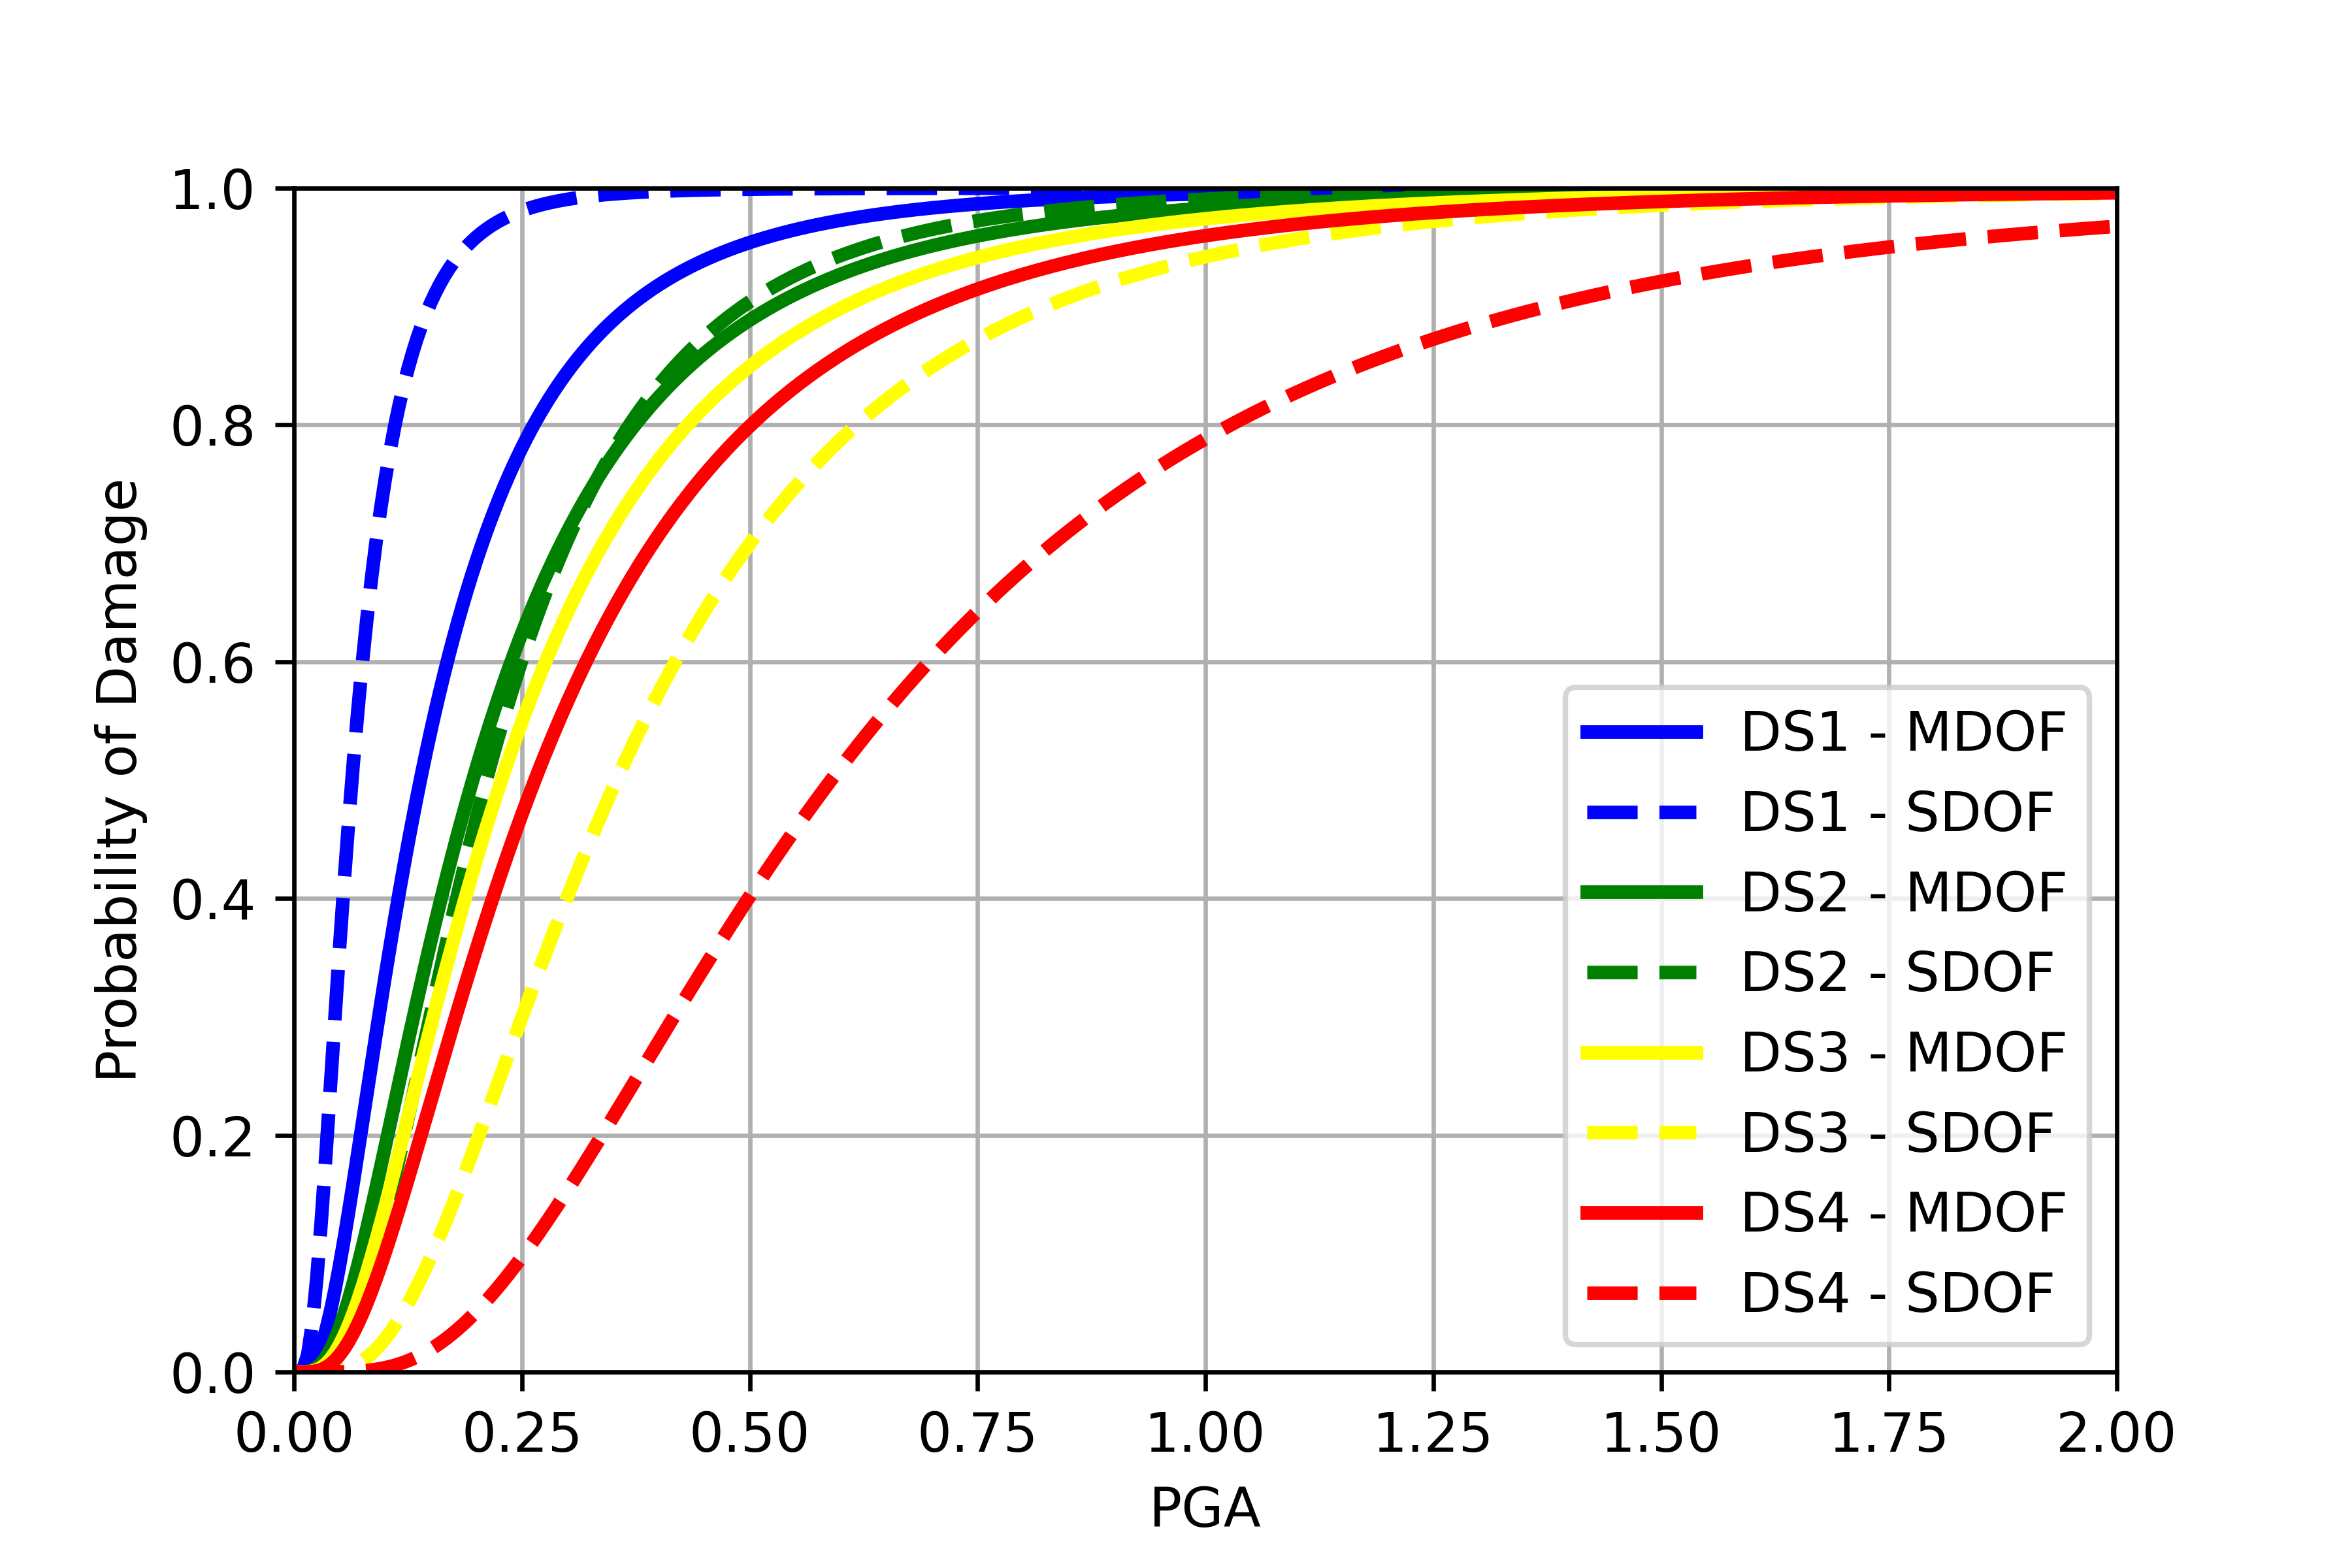 1.0
0.8
0.6
0.4
0.2
0.0
Probability of Damage
0.00 0.25 0.50 0.75 1.00 1.25 1.50 1.75 2.00
PGA
DS1 - MDOF
DS1 - SDOF
DS2 - MDOF
DS2 - SDOF
DS3 - MDOF
DS3 - SDOF
DS4 - MDOF
DS4 - SDOF